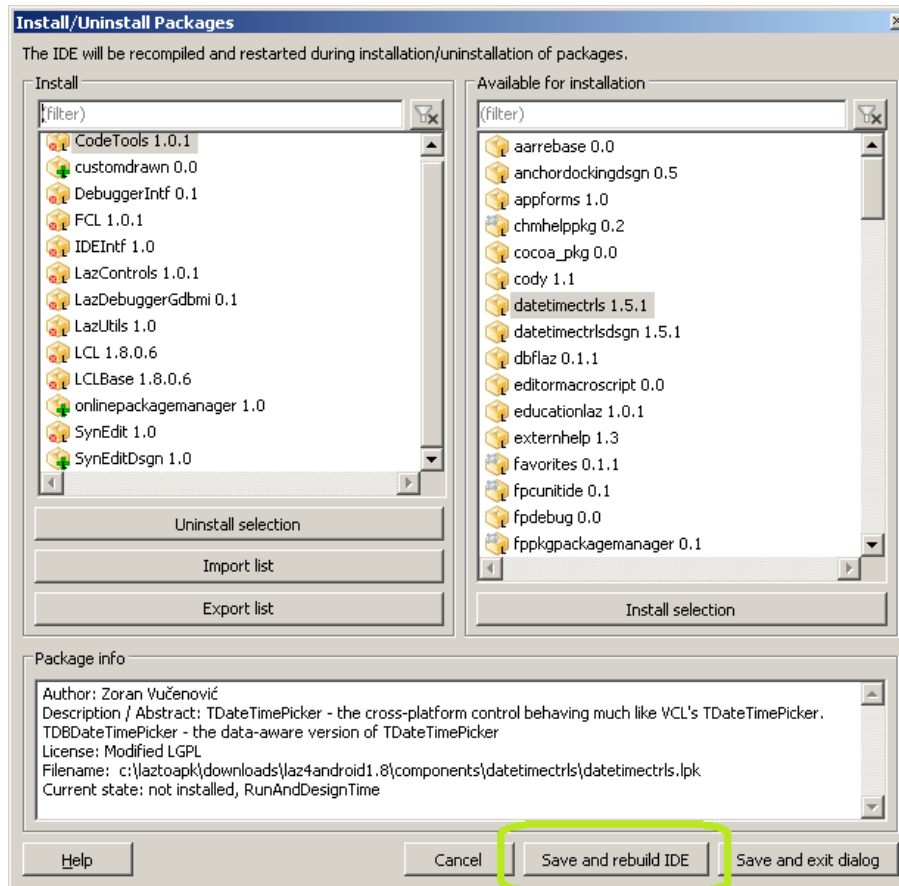 Install/Uninstall Packages
The IDE will be recompiled and restarted during installation/uninstallation of packages.
Install
(filter)
CodeTools 1.0.1
customdrawn 0.0
DebuggerIntf 0.1
FCL 1.0.1
IDEIntf 1.0
LazControls 1.0.1
LazDebuggerGdbmi 0.1
LazUtils 1.0
LCL 1.8.0.6
LCLBase 1.8.0.6
onlinepackagemanager 1.0
SynEdit 1.0
SynEditDsgn 1.0
Uninstall selection
Import list
Export list
Available for installation
(filter)
aarrebase 0.0
anchordockingdsgn 0.5
appforms 1.0
chmhelppkg 0.2
cocoa_pkg 0.0
cody 1.1
datetimectrls 1.5.1
datetimectrlsdsgn 1.5.1
dbflaz 0.1.1
editormacroscript 0.0
educationlaz 1.0.1
externhelp 1.3
favorites 0.1.1
fpcunitide 0.1
fpdebug 0.0
fppkgpackagemanager 0.1
Install selection
Package info
Author: Zoran Vučenović
Description / Abstract: TDateTimePicker - the cross-platform control behaving much like VCL's TDateTimePicker.
TDBDateTimePicker - the data-aware version of TDateTimePicker
License: Modified LGPL
Filename:  c:\laztoapk\downloads\laz4android1.8\components\datetimectrls\datetimectrls.lpk
Current state: not installed, RunAndDesignTime
Help
Cancel
Save and rebuild IDE
Save and exit dialog